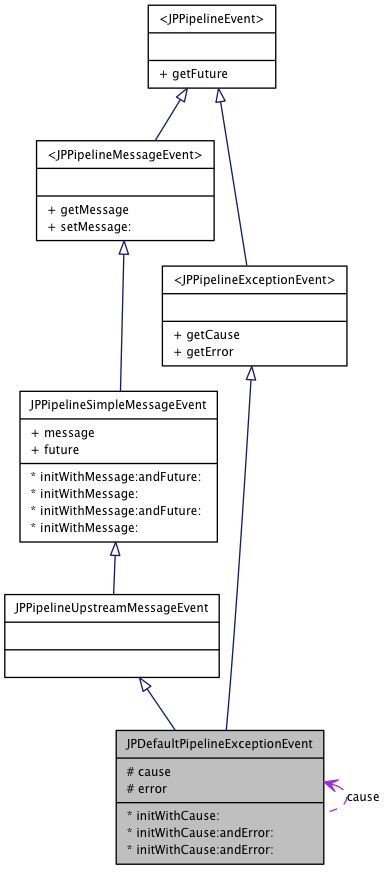 <JPPipelineEvent>
+ getFuture
<JPPipelineMessageEvent>
+ getMessage
+ setMessage:
<JPPipelineExceptionEvent>
+ getCause
+ getError
JPPipelineSimpleMessageEvent
+ message
+ future
* initWithMessage:andFuture:
* initWithMessage:
* initWithMessage:andFuture:
* initWithMessage:
JPPipelineUpstreamMessageEvent
JPDefaultPipelineExceptionEvent
# cause
# error
* initWithCause:
* initWithCause:andError:
* initWithCause:andError:
cause